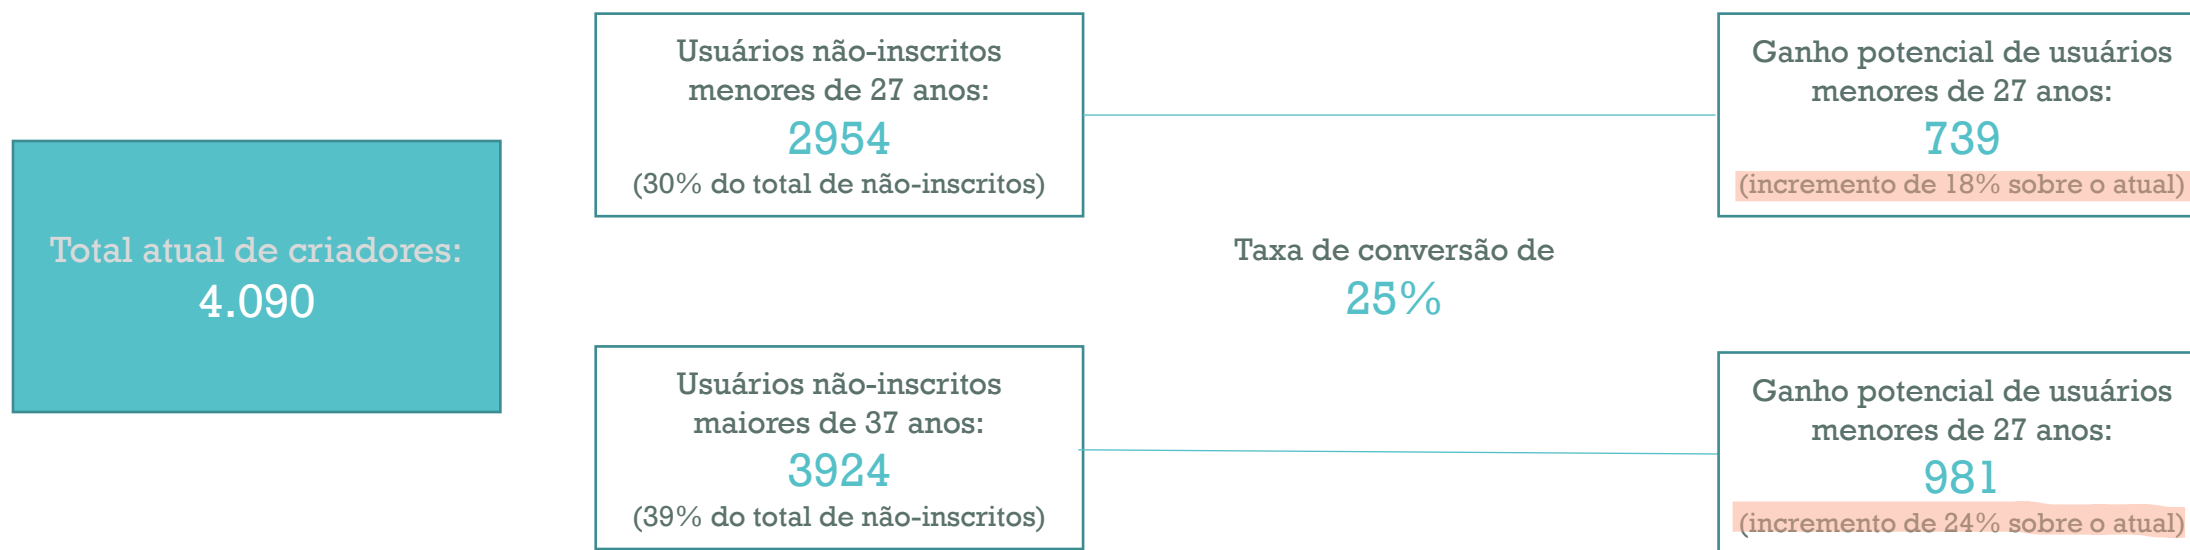 Total atual de criadores:
4.090
Usuários não-inscritos
menores de 27 anos:
2954
(30% do total de não-inscritos)
Usuários não-inscritos
maiores de 37 anos:
3924
(39% do total de não-inscritos)
Taxa de conversão de
25%
Ganho potencial de usuários
menores de 27 anos:
739
(incremento de 18% sobre o atual)
Ganho potencial de usuários
menores de 27 anos:
981
(incremento de 24% sobre o atual)